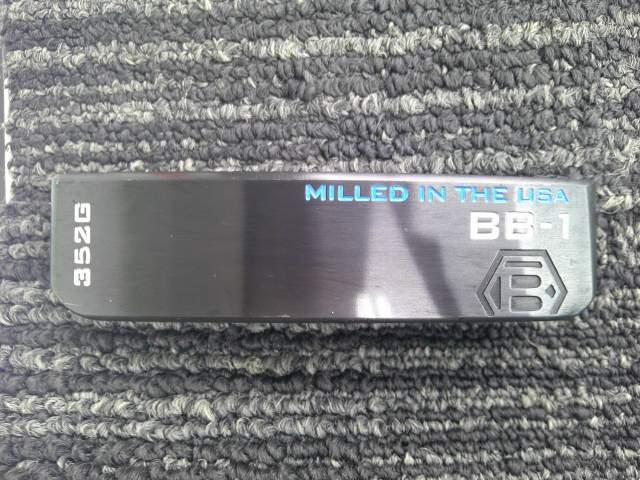 MILLED IN THE USA
BB-1
B
352G